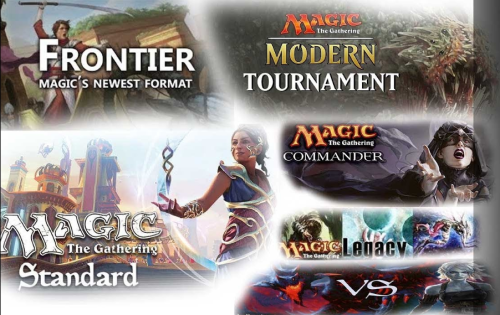 FRONTIER
MAGIC'S NEWEST FORMAT
MAGIC
The Gathering
MODERN
TOURNAMENT
MAGIC
The Gathering
COMMANDER
MAGIC
The Gathering
Standard
MAGIC
The Gathering
Legacy
VS